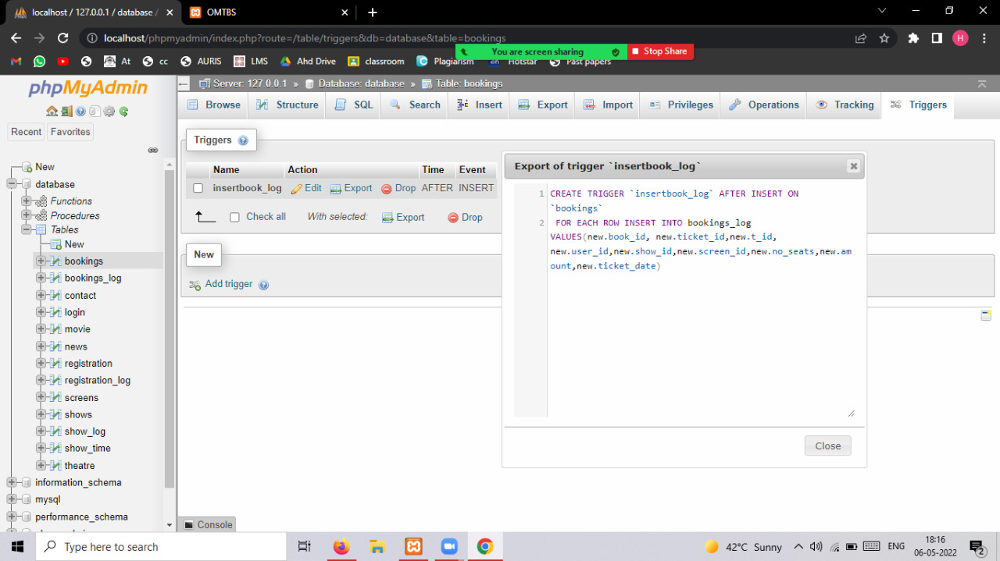 localhost / 127.0.0.1 / database /
OMTBS
localhost/phpmyadmin/index.php?route=/table/triggers&db=database&table=bookings
H
You are screen sharing
Stop Share
At
cc
AURIS
LMS
Ahd Drive
classroom
Plagiarism
Hotstar
Past papers
phpMyAdmin
Recent
Favorites
New
database
Functions
Procedures
Tables
New
bookings
bookings_log
contact
login
movie
news
registration
registration_log
screens
shows
show_log
show_time
theatre
information_schema
mysql
performance_schema
Server: 127.0.0.1 » Database: database » Table: bookings
Browse
Structure
SQL
Search
Insert
Export
Import
Privileges
Operations
Tracking
Triggers
Triggers
Name Action Time Event
insertbook_log Edit Export Drop AFTER INSERT
Check all With selected: Export Drop
New
Add trigger
Export of trigger `insertbook_log`
1 CREATE TRIGGER `insertbook_log` AFTER INSERT ON
`bookings`
2 FOR EACH ROW INSERT INTO bookings_log
VALUES(new.book_id, new.ticket_id,new.t_id,
new.user_id,new.show_id,new.screen_id,new.no_seats,new.am
ount,new.ticket_date)
Close
Console
Type here to search
42°C Sunny
ENG
18:16
06-05-2022
2